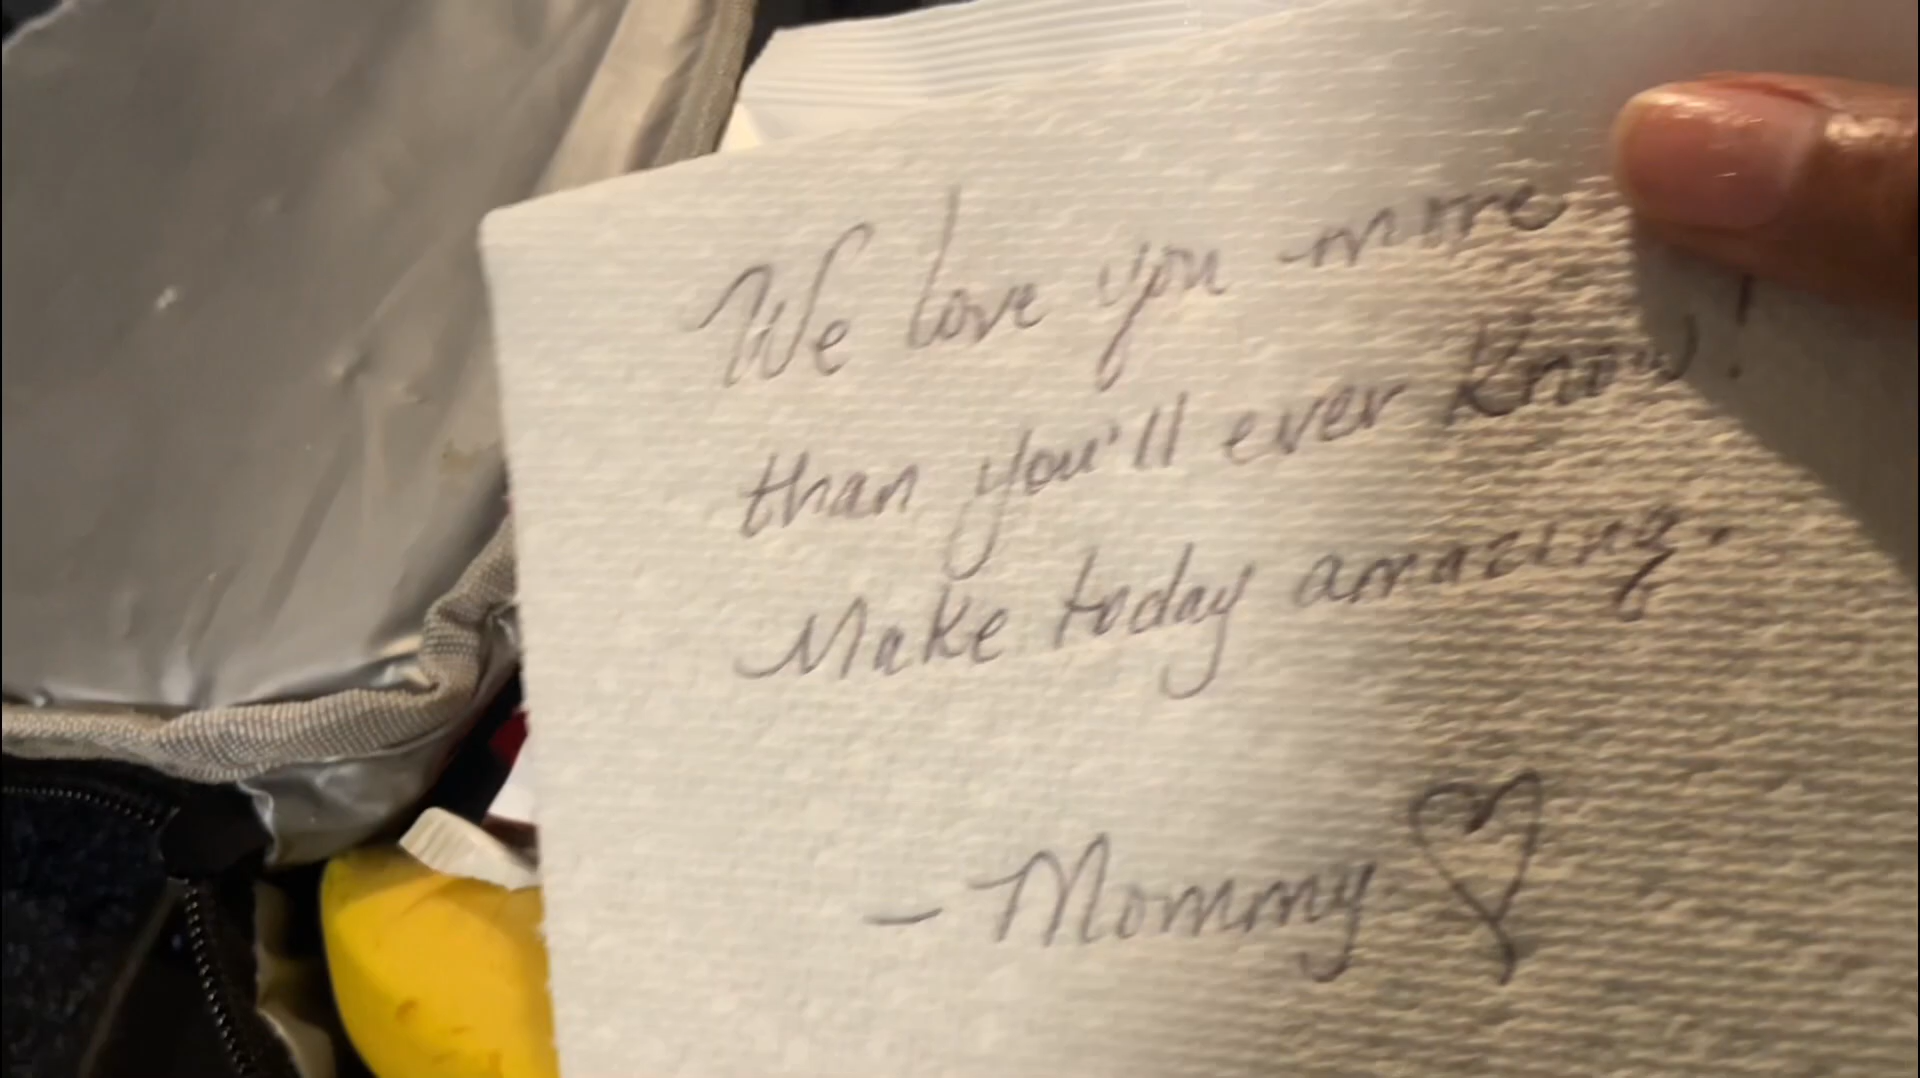 We love you more
than you'll ever know!
Make today amazing.
- Mommy ♡